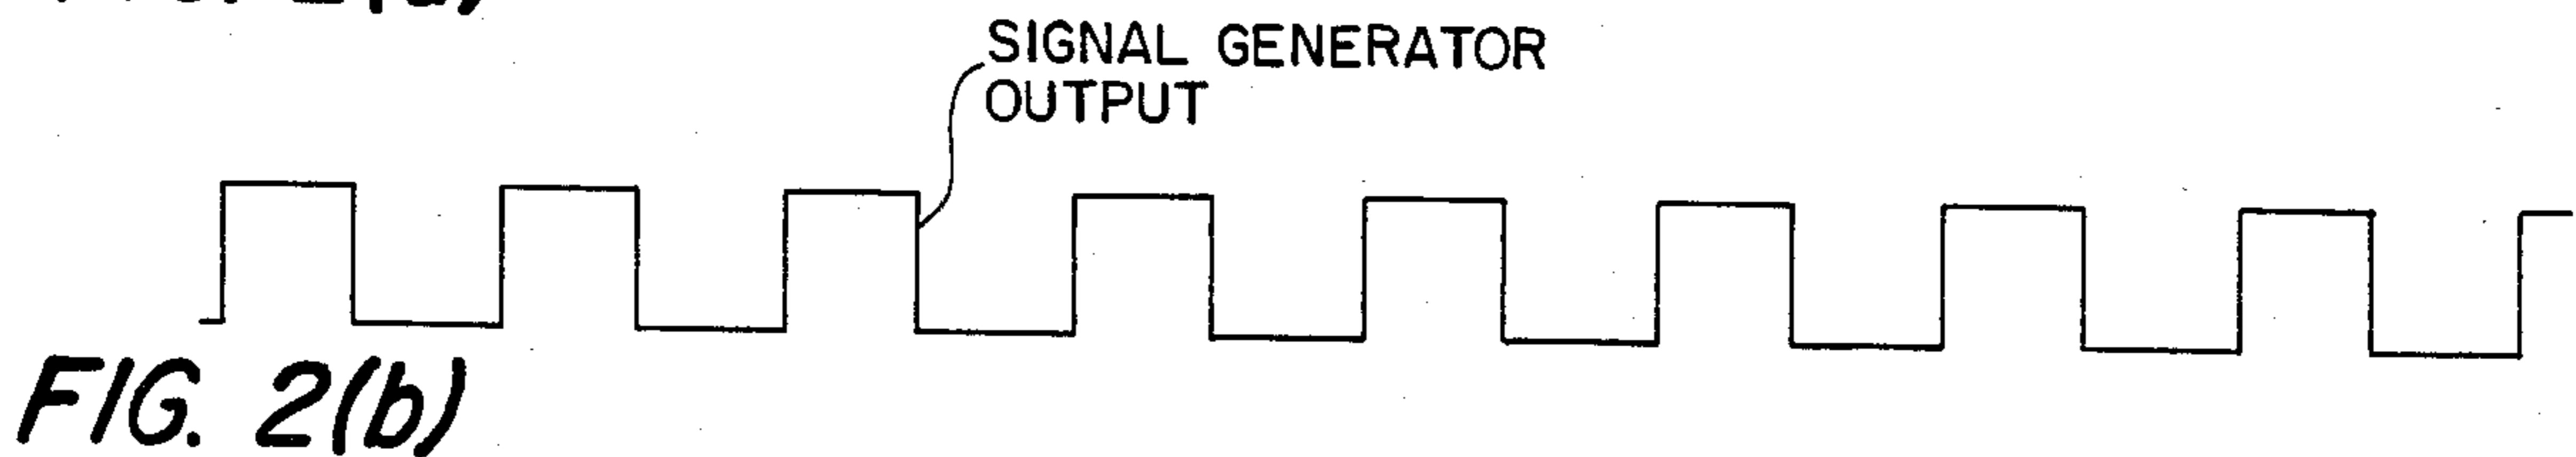 SIGNAL GENERATOR
OUTPUT
FIG. 2(b)